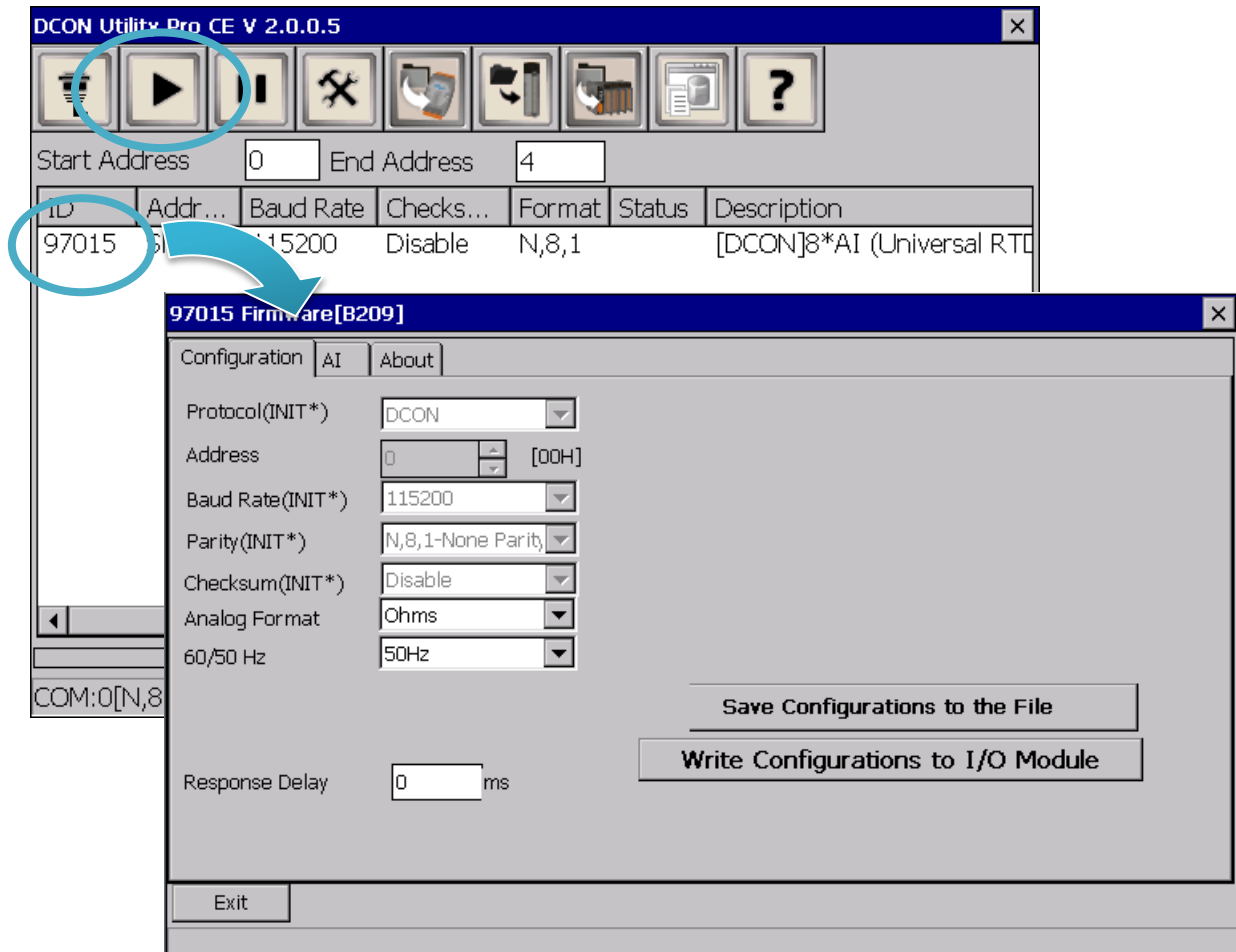 DCON Utility Pro CE V 2.0.0.5
?
Start Address 0 End Address 4
ID Addr... Baud Rate Checks... Format Status Description
97015 115200 Disable N,8,1 [DCON]8*AI (Universal RTD
97015 Firmware[B209]
Configuration AI About
Protocol(INIT*) DCON
Address 0 [00H]
Baud Rate(INIT*) 115200
Parity(INIT*) N,8,1-None Parity
Checksum(INIT*) Disable
Analog Format Ohms
60/50 Hz 50Hz
COM:0[N,8
Save Configurations to the File
Write Configurations to I/O Module
Response Delay 0 ms
Exit